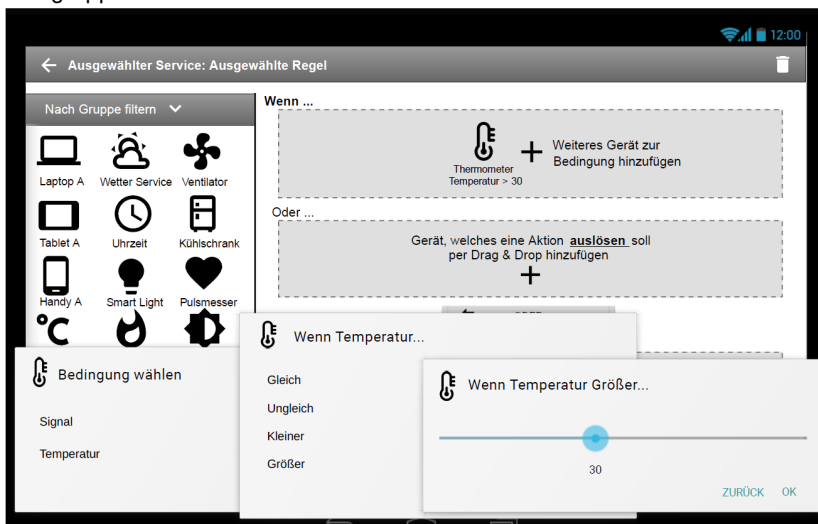 12:00
Ausgewählter Service: Ausgewählte Regel
Nach Gruppe filtern
Laptop A
Wetter Service
Ventilator
Tablet A
Uhrzeit
Kühlschrank
Handy A
Smart Light
Pulsmesser
°C
Wenn ...
Thermometer
Temperatur > 30
Weiteres Gerät zur
Bedingung hinzufügen
Oder ...
Gerät, welches eine Aktion auslösen soll
per Drag & Drop hinzufügen
Bedingung wählen
Signal
Temperatur
Wenn Temperatur...
Gleich
Ungleich
Kleiner
Größer
Wenn Temperatur Größer...
30
ZURÜCK OK